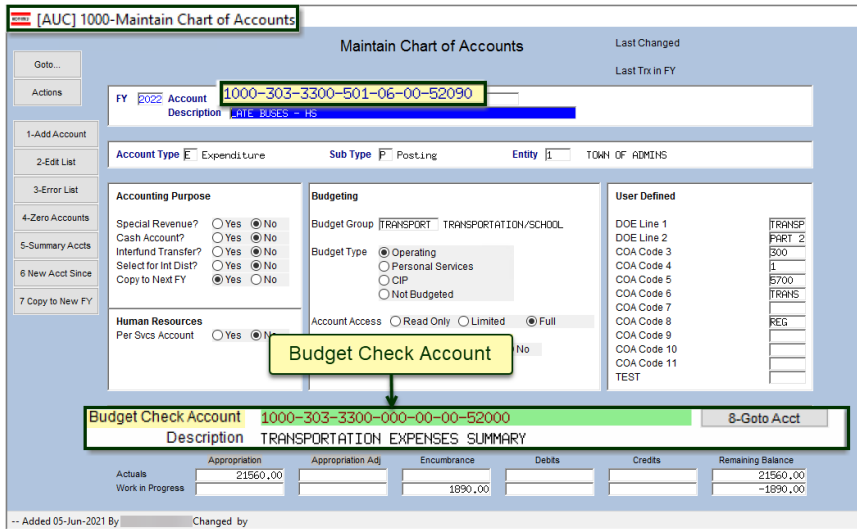 [AUC] 1000-Maintain Chart of Accounts
Maintain Chart of Accounts
Last Changed
Last Trx in FY
Goto...
Actions
1-Add Account
2-Edit List
3-Error List
4-Zero Accounts
5-Summary Accts
6 New Acct Since
7 Copy to New FY
FY 2022 Account 1000-303-3300-501-06-00-52090
Description LATE BUSES - HS
Account Type E Expenditure Sub Type P Posting Entity 1 TOWN OF ADMINS
Accounting Purpose
Special Revenue? Yes No
Cash Account? Yes No
Interfund Transfer? Yes No
Select for Int Dist? Yes No
Copy to Next FY Yes No
Human Resources
Per Svcs Account Yes No
Budgeting
Budget Group TRANSPORT TRANSPORTATION/SCHOOL
Budget Type Operating
Personal Services
CIP
Not Budgeted
Account Access Read Only Limited Full
No
Budget Check Account
User Defined
DOE Line 1 TRANSP
DOE Line 2 PART 2
COA Code 3 300
COA Code 4 1
COA Code 5 5700
COA Code 6 TRANS
COA Code 7
COA Code 8 REG
COA Code 9
COA Code 10
COA Code 11
TEST
Budget Check Account 1000-303-3300-000-00-00-52000 8-Goto Acct
Description TRANSPORTATION EXPENSES SUMMARY
Appropriation Appropriation Adj Encumbrance Debits Credits Remaining Balance
Actuals 21560.00 21560.00
Work in Progress 1890.00 -1890.00
-- Added 05-Jun-2021 By Changed by